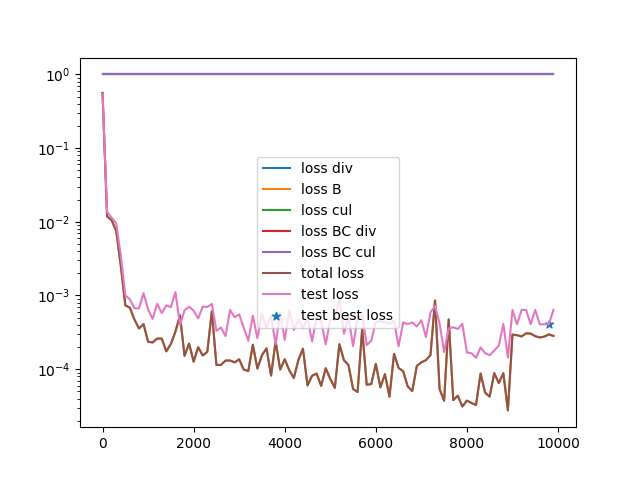 10⁰
10⁻¹
10⁻²
10⁻³
10⁻⁴
loss div
loss B
loss cul
loss BC div
loss BC cul
total loss
test loss
test best loss
0 2000 4000 6000 8000 10000